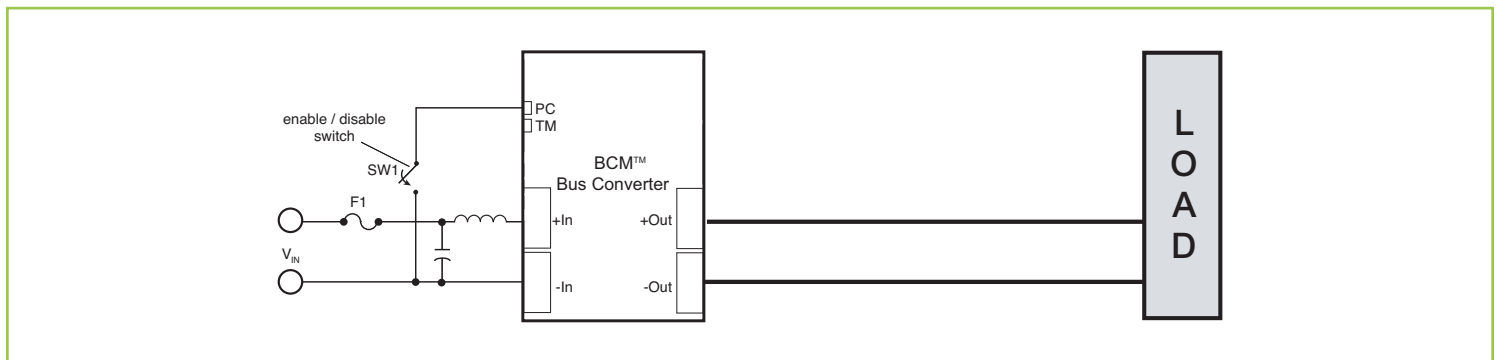 enable / disable
switch
SW1
F1
V_IN
PC
TM
BCM™
Bus Converter
+In
+Out
-In
-Out
L
O
A
D